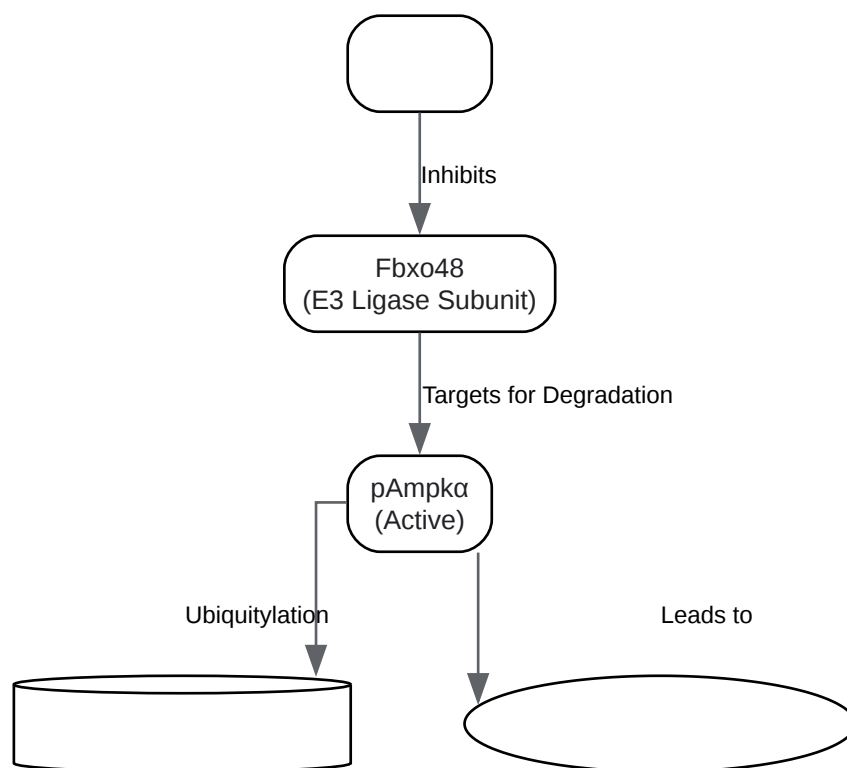 Inhibits
Fbxo48
(E3 Ligase Subunit)
Targets for Degradation
pAmpkα
(Active)
Ubiquitylation
Leads to